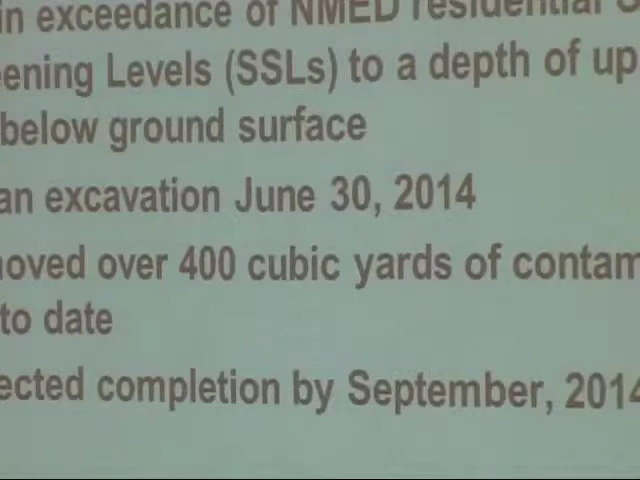 in exceedance of NMED residential S
ening Levels (SSLs) to a depth of up
below ground surface
an excavation June 30, 2014
oved over 400 cubic yards of contam
to date
ected completion by September, 2014